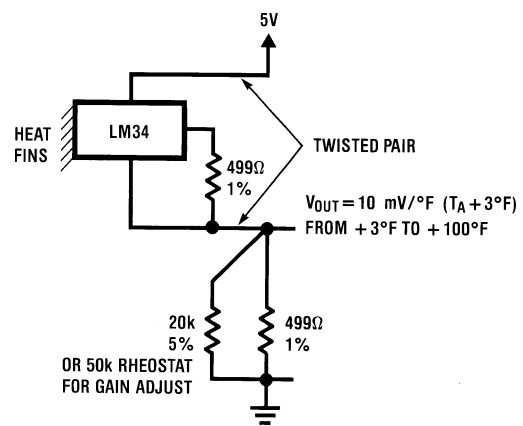 5V
HEAT
FINS
LM34
TWISTED PAIR
499Ω
1%
VOUT = 10 mV/°F (TA + 3°F)
FROM + 3°F TO + 100°F
20k
5%
499Ω
1%
OR 50k RHEOSTAT
FOR GAIN ADJUST